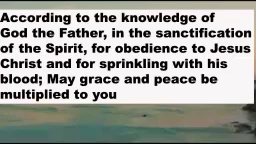 According to the knowledge of
God the Father, in the sanctification
of the Spirit, for obedience to Jesus
Christ and for sprinkling with his
blood; May grace and peace be
multiplied to you